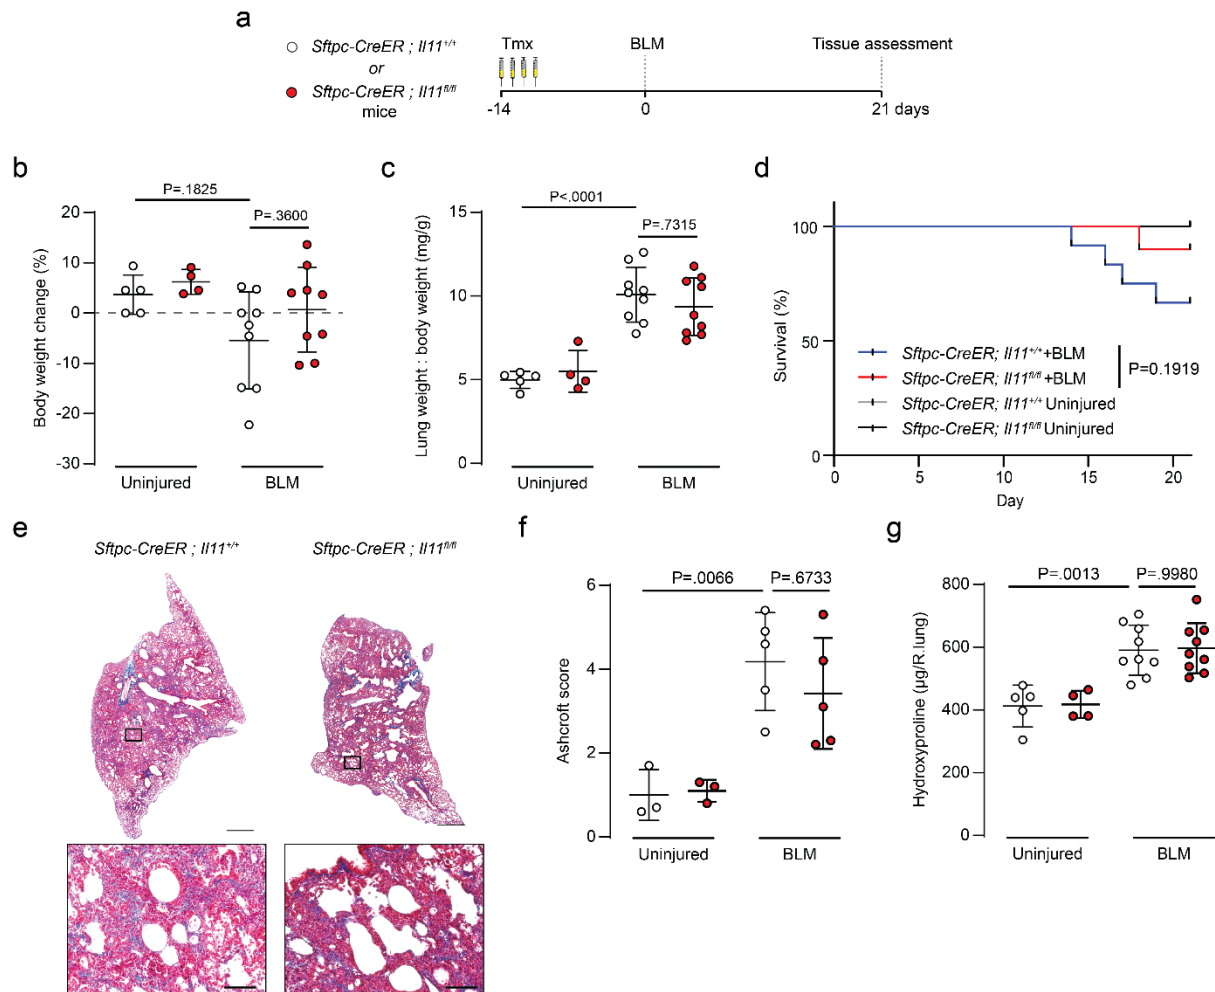 a
Sftpc-CreER ; Il11+/+
or
Sftpc-CreER ; Il11fl/fl
mice
Tmx
BLM
Tissue assessment
-14
0
21 days
b
P=.1825
P=.3600
Body weight change (%)
20
10
0
-10
-20
-30
Uninjured
BLM
c
P<.0001
P=.7315
Lung weight : body weight (mg/g)
15
10
5
0
Uninjured
BLM
d
Survival (%)
100
50
0
Sftpc-CreER; Il11+/+ +BLM
Sftpc-CreER; Il11fl/fl +BLM
Sftpc-CreER; Il11+/+ Uninjured
Sftpc-CreER; Il11fl/fl Uninjured
P=0.1919
0
5
10
15
20
Day
e
Sftpc-CreER ; Il11+/+
Sftpc-CreER ; Il11fl/fl
f
P=.0066
P=.6733
Ashcroft score
6
4
2
0
Uninjured
BLM
g
P=.0013
P=.9980
Hydroxyproline (µg/R.lung)
800
600
400
200
0
Uninjured
BLM